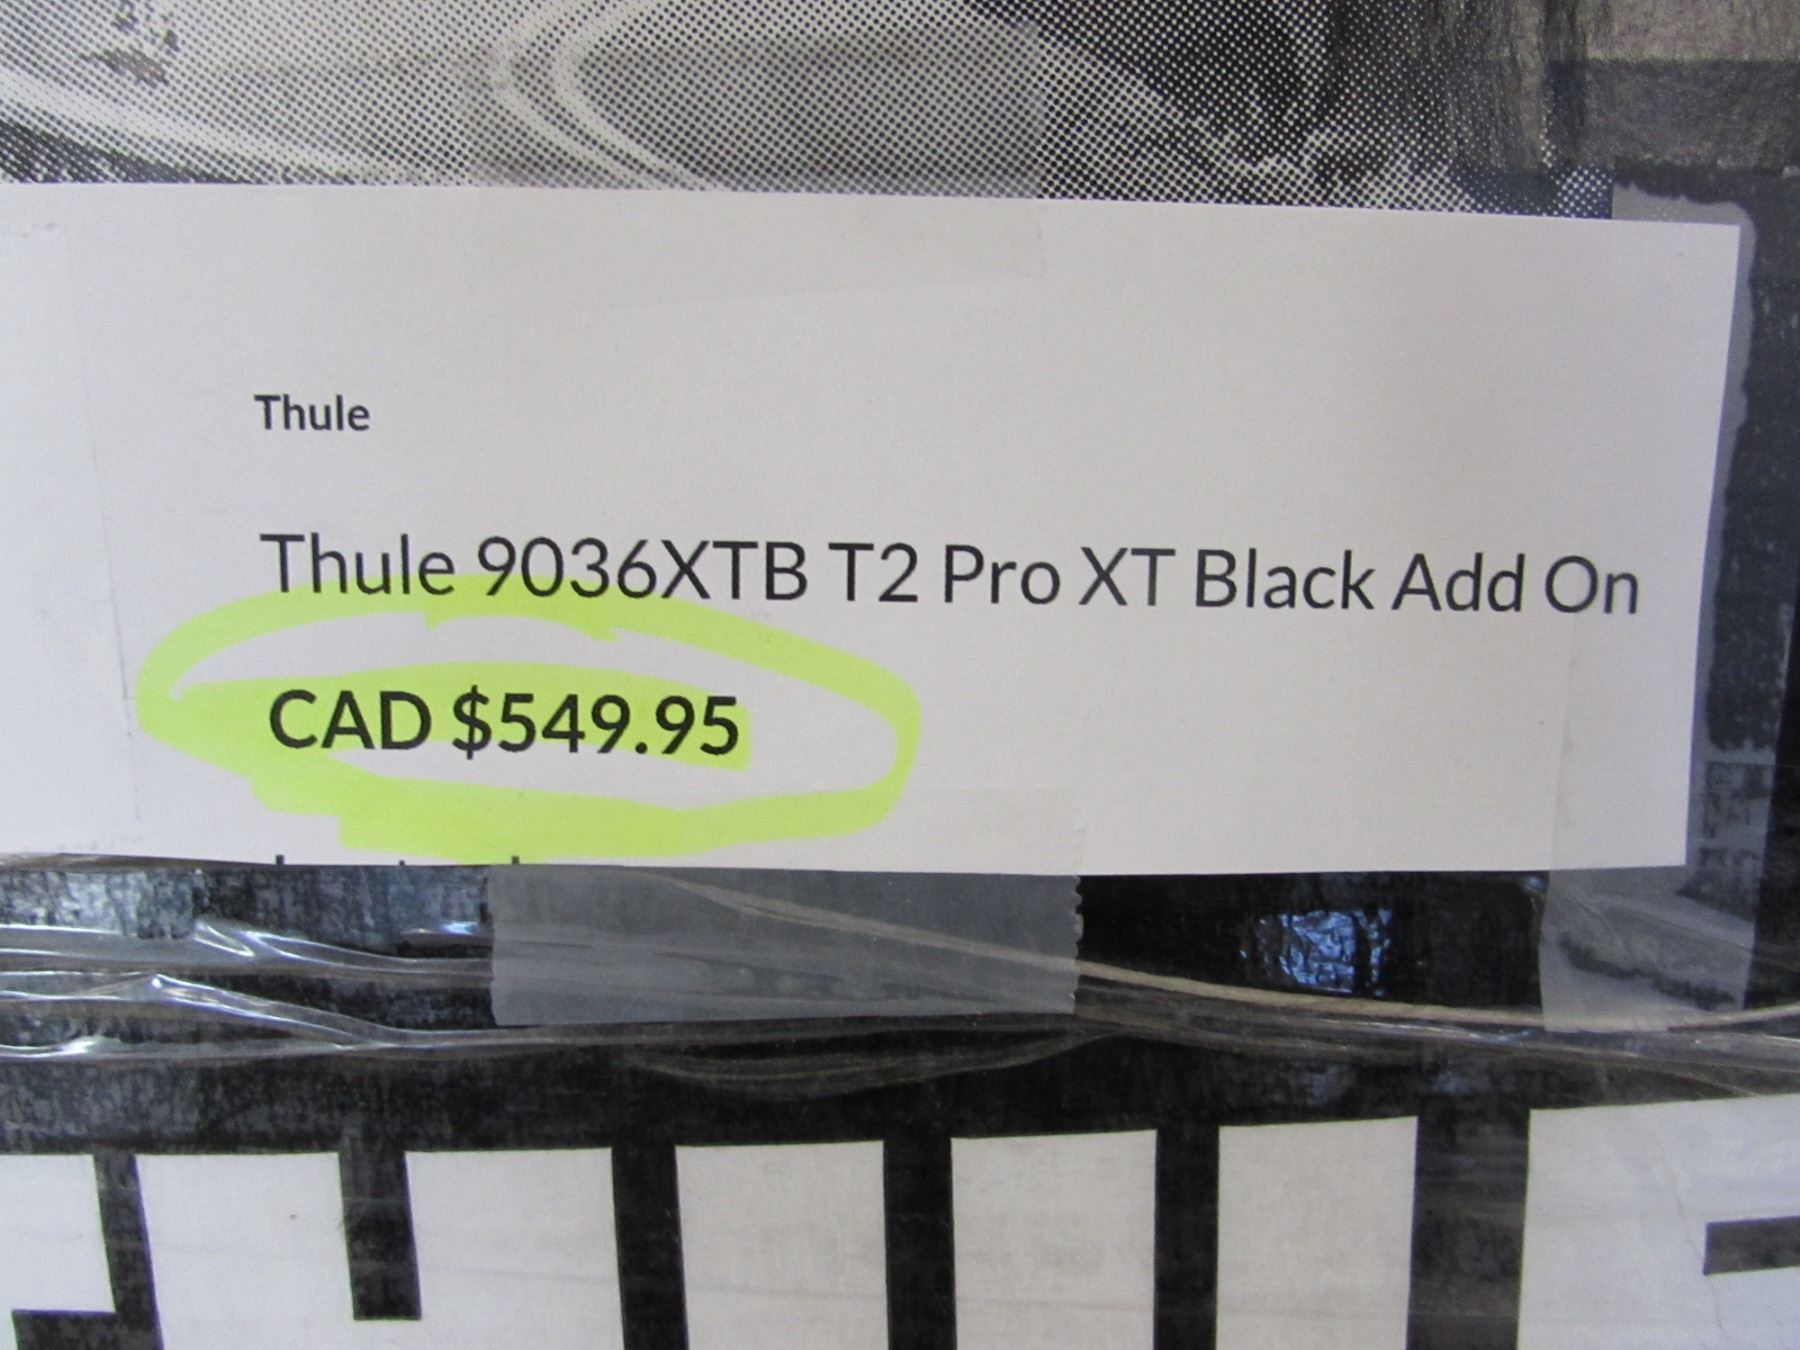 Thule
Thule 9036XTB T2 Pro XT Black Add On
CAD $549.95